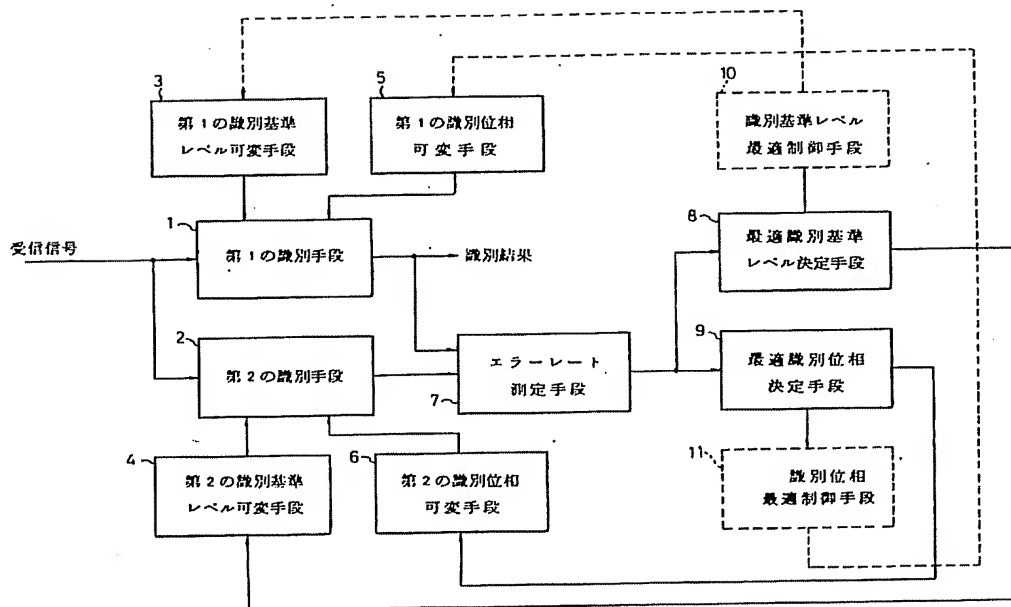 3
第1の識別基準
レベル可変手段
5
第1の識別位相
可変手段
10
識別基準レベル
最適制御手段
受信信号
1
第1の識別手段
識別結果
8
最適識別基準
レベル決定手段
2
第2の識別手段
エラーレート
測定手段
7
9
最適識別位相
決定手段
4
第2の識別基準
レベル可変手段
6
第2の識別位相
可変手段
11
識別位相
最適制御手段